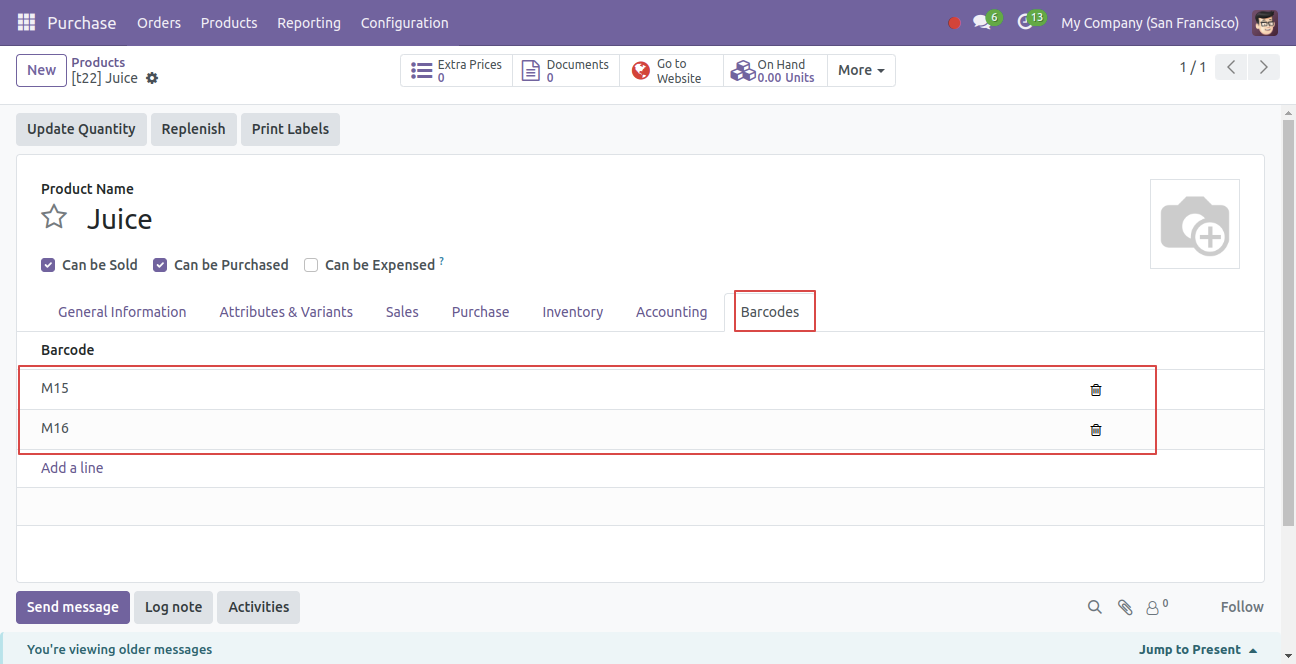 Purchase Orders Products Reporting Configuration 6 13 My Company (San Francisco)
New Products
[t22] Juice
Extra Prices
0
Documents
0
Go to
Website
On Hand
0.00 Units
More
1 / 1
Update Quantity Replenish Print Labels
Product Name
Juice
Can be Sold Can be Purchased Can be Expensed ?
General Information Attributes & Variants Sales Purchase Inventory Accounting Barcodes
Barcode
M15
M16
Add a line
Send message Log note Activities 0 Follow
You're viewing older messages Jump to Present